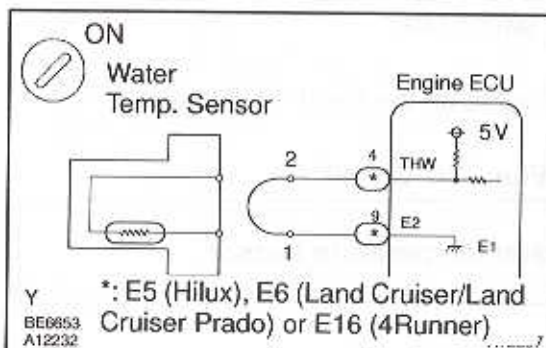 ON
Water
Temp. Sensor
Engine ECU
5 V
2
4
THW
*
9
E2
*
1
E1
Y
*: E5 (Hilux), E6 (Land Cruiser/Land
BE6653
Cruiser Prado) or E16 (4Runner)
A12232